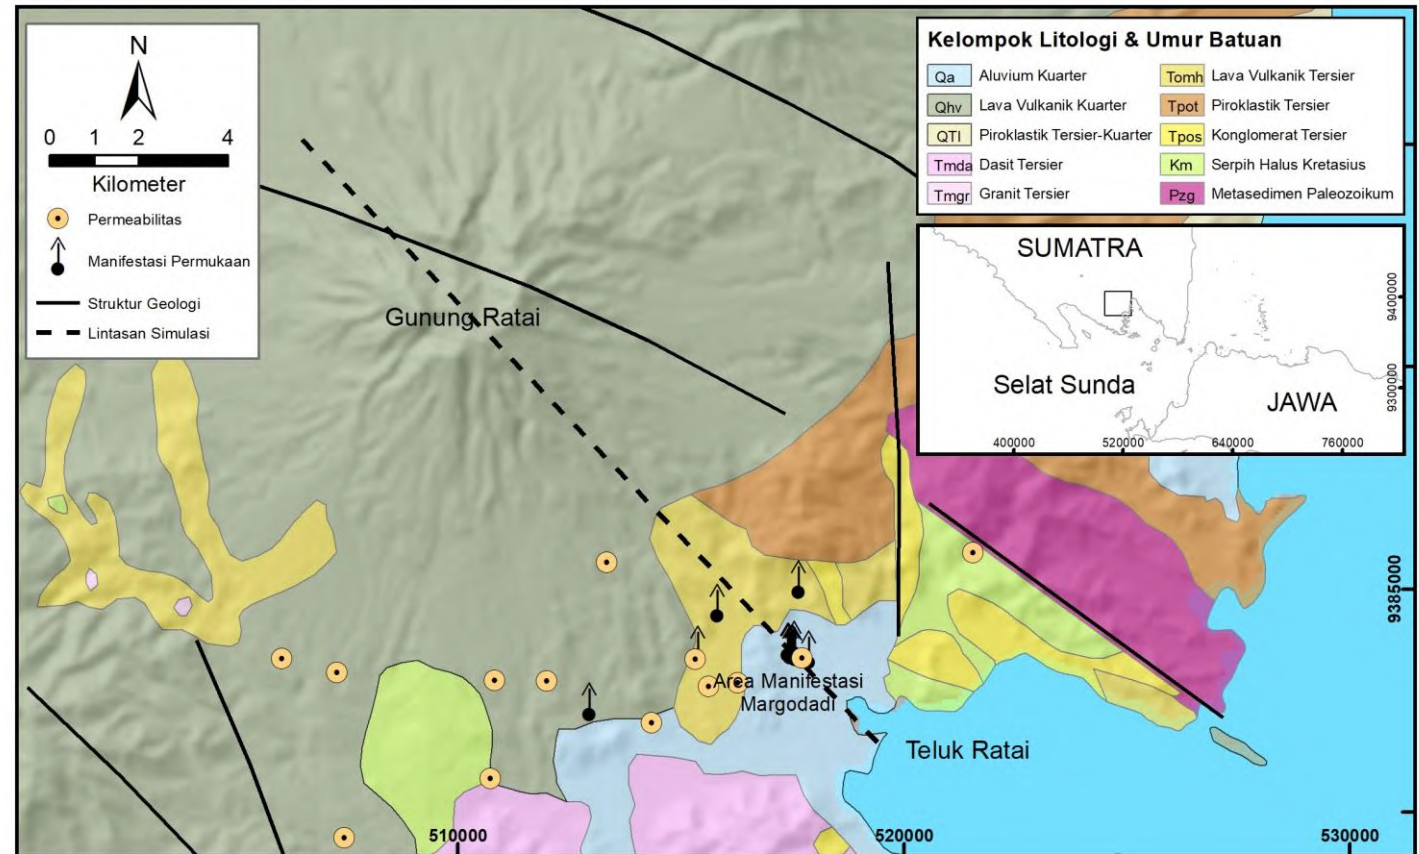 N
0 1 2 4
Kilometer
Permeabilitas
Manifestasi Permukaan
Struktur Geologi
Lintasan Simulasi
Kelompok Litologi & Umur Batuan
Qa Aluvium Kuarter
Qhv Lava Vulkanik Kuarter
QTl Piroklastik Tersier-Kuarter
Tmda Dasit Tersier
Tmgr Granit Tersier
Tomh Lava Vulkanik Tersier
Tpot Piroklastik Tersier
Tpos Konglomerat Tersier
Km Serpih Halus Kretasius
Pzg Metasedimen Paleozoikum
SUMATRA
Selat Sunda
JAWA
9400000
9300000
400000 520000 640000 760000
Gunung Ratai
Area Manifestasi
Margodadi
Teluk Ratai
9385000
510000 520000 530000